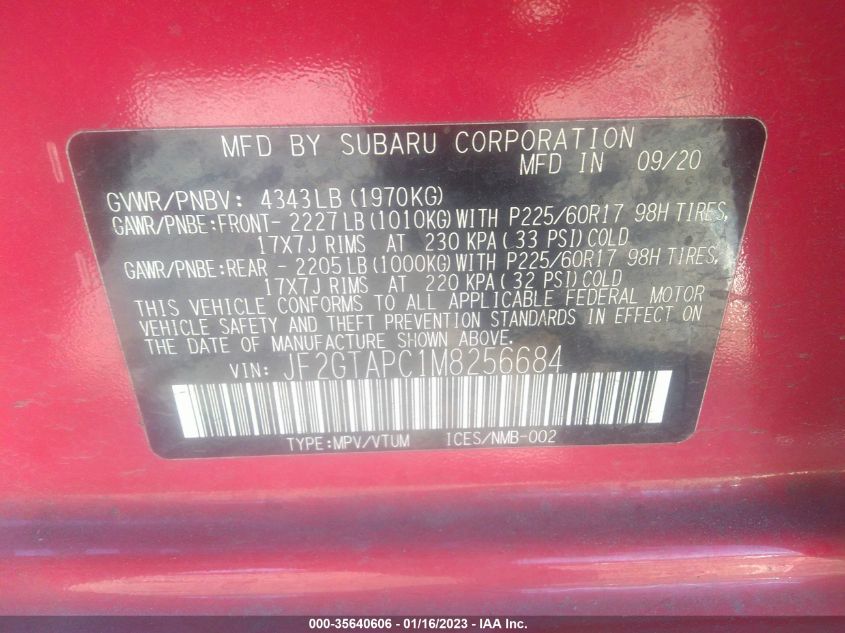 MFD BY SUBARU CORPORATION
MFD IN 09/20
GVWR/PNBV: 4343LB (1970KG)
GAWR/PNBE:FRONT- 2227LB (1010KG) WITH P225/60R17 98H TIRES,
17X7J RIMS AT 230 KPA( 33 PSI) COLD
GAWR/PNBE:REAR - 2205LB (1000KG) WITH P225/60R17 98H TIRES,
17X7J RIMS AT 220 KPA( 32 PSI) COLD
THIS VEHICLE CONFORMS TO ALL APPLICABLE FEDERAL MOTOR
VEHICLE SAFETY AND THEFT PREVENTION STANDARDS IN EFFECT ON
THE DATE OF MANUFACTURE SHOWN ABOVE.
VIN: JF2GTAPC1M8256684
TYPE:MPV/VTUM ICES/NMB-002
000-35640606 - 01/16/2023 - IAA Inc.